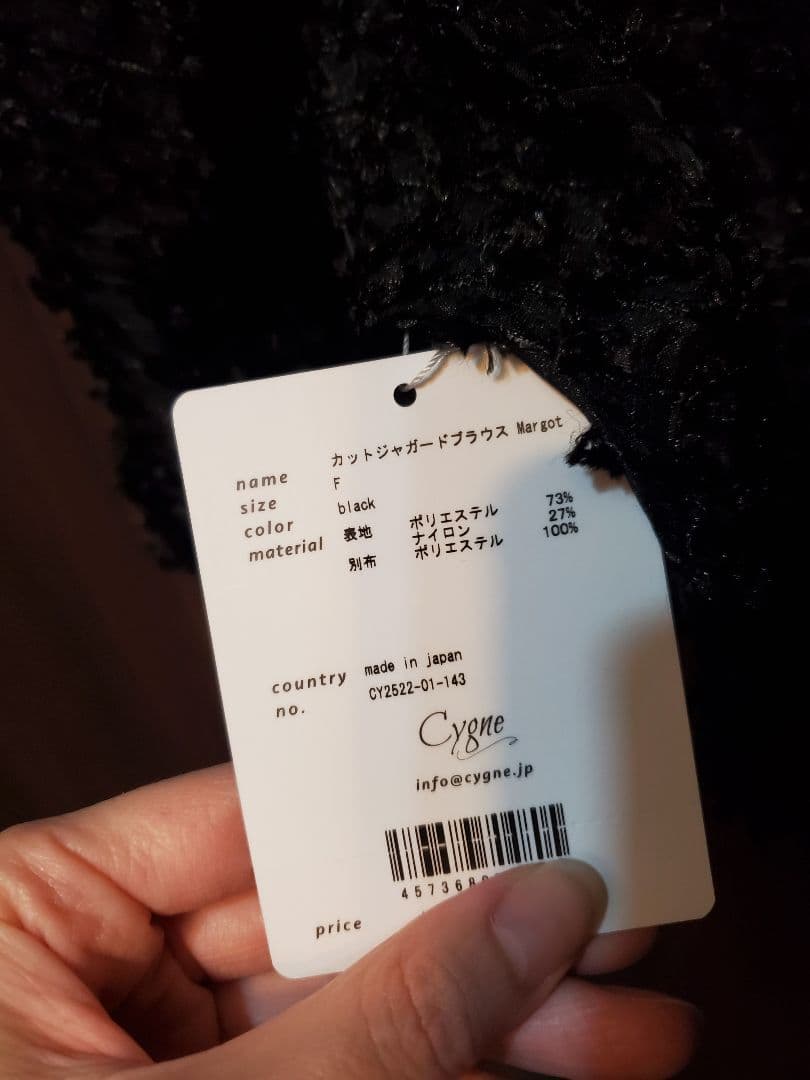 name カットジャガードブラウス Margot
size F
color black
material 表地 ポリエステル 73%
ナイロン 27%
別布 ポリエステル 100%
country made in japan
no. CY2522-01-143
Cygne
info@cygne.jp
457368
price